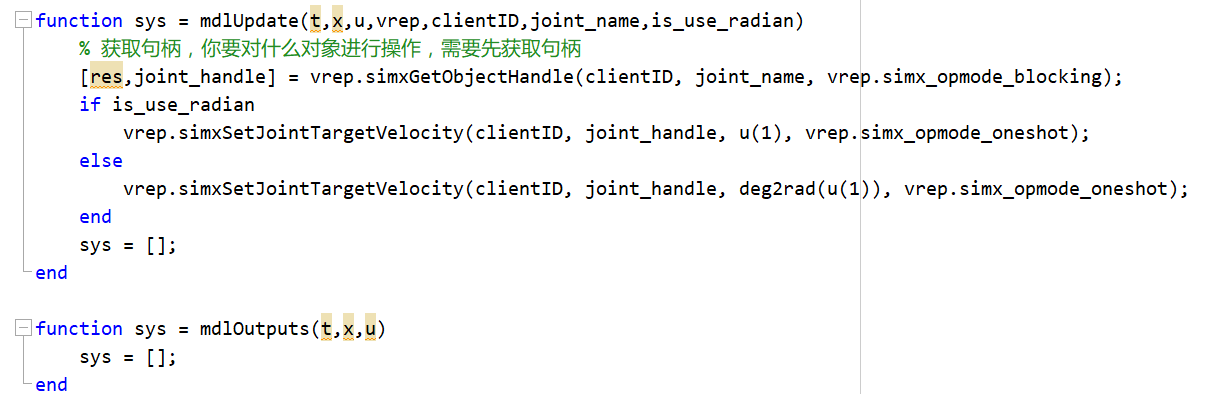 function sys = mdlUpdate(t,x,u,vrep,clientID,joint_name,is_use_radian)
% 获取句柄，你要对什么对象进行操作，需要先获取句柄
[res,joint_handle] = vrep.simxGetObjectHandle(clientID, joint_name, vrep.simx_opmode_blocking);
if is_use_radian
vrep.simxSetJointTargetVelocity(clientID, joint_handle, u(1), vrep.simx_opmode_oneshot);
else
vrep.simxSetJointTargetVelocity(clientID, joint_handle, deg2rad(u(1)), vrep.simx_opmode_oneshot);
end
sys = [];
end
function sys = mdlOutputs(t,x,u)
sys = [];
end